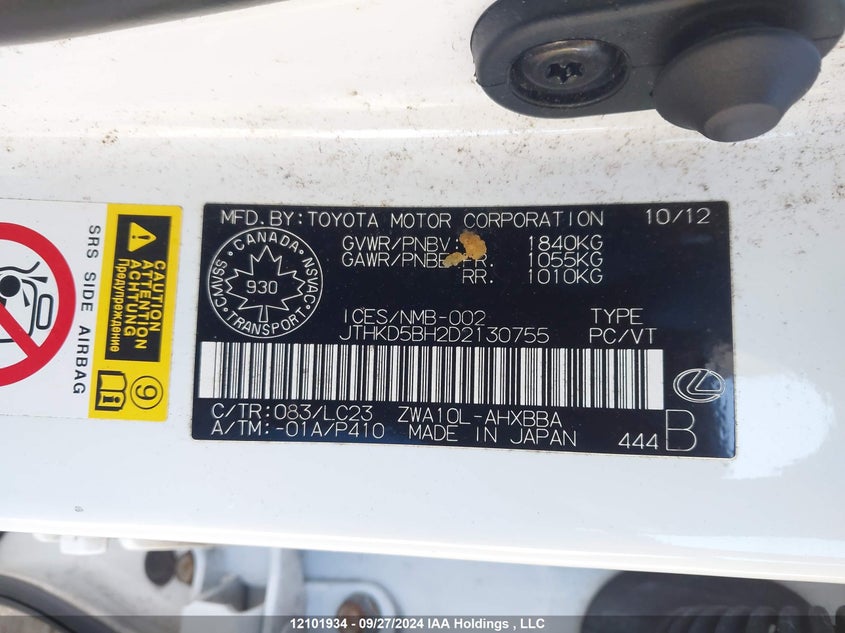 MFD.BY:TOYOTA MOTOR CORPORATION 10/12
GVWR/PNBV: 1840KG
GAWR/PNBE 1055KG
RR. 1010KG
CANADA
CMVSS 930 NSVAC
TRANSPORT
ICES/NMB-002 TYPE
JTHKD5BH2D2130755 PC/VT
C/TR:083/LC23 ZWA10L-AHXBBA
A/TM:-01A/P410 MADE IN JAPAN 444 B
SRS SIDE AIRBAG
CAUTION
ATTENTION
ACHTUNG
Предупреждение
9
12101934 - 09/27/2024 IAA Holdings , LLC